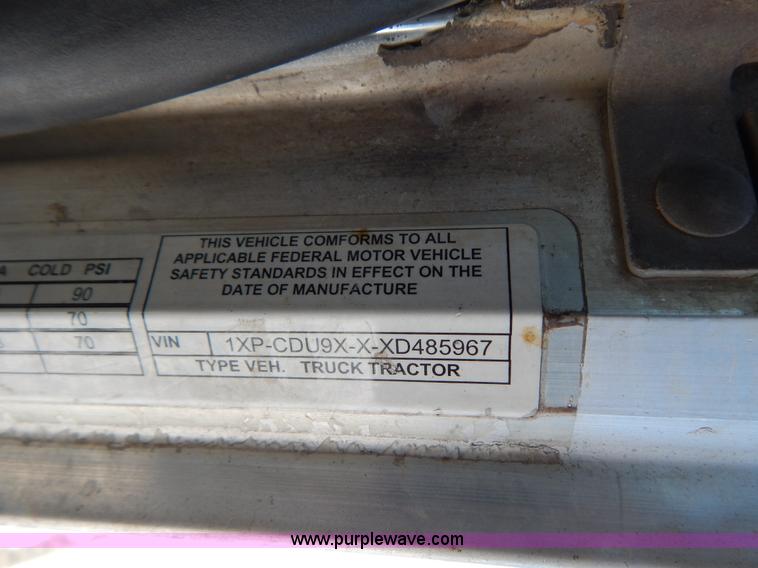 THIS VEHICLE COMFORMS TO ALL
APPLICABLE FEDERAL MOTOR VEHICLE
SAFETY STANDARDS IN EFFECT ON THE
DATE OF MANUFACTURE
VIN 1XP-CDU9X-X-XD485967
TYPE VEH. TRUCK TRACTOR
COLD PSI
90
70
70
www.purplewave.com